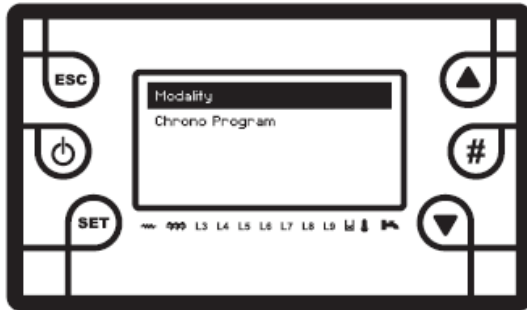 ESC
Modality
Chrono Program
#
SET
L3 L4 L5 L6 L7 L8 L9